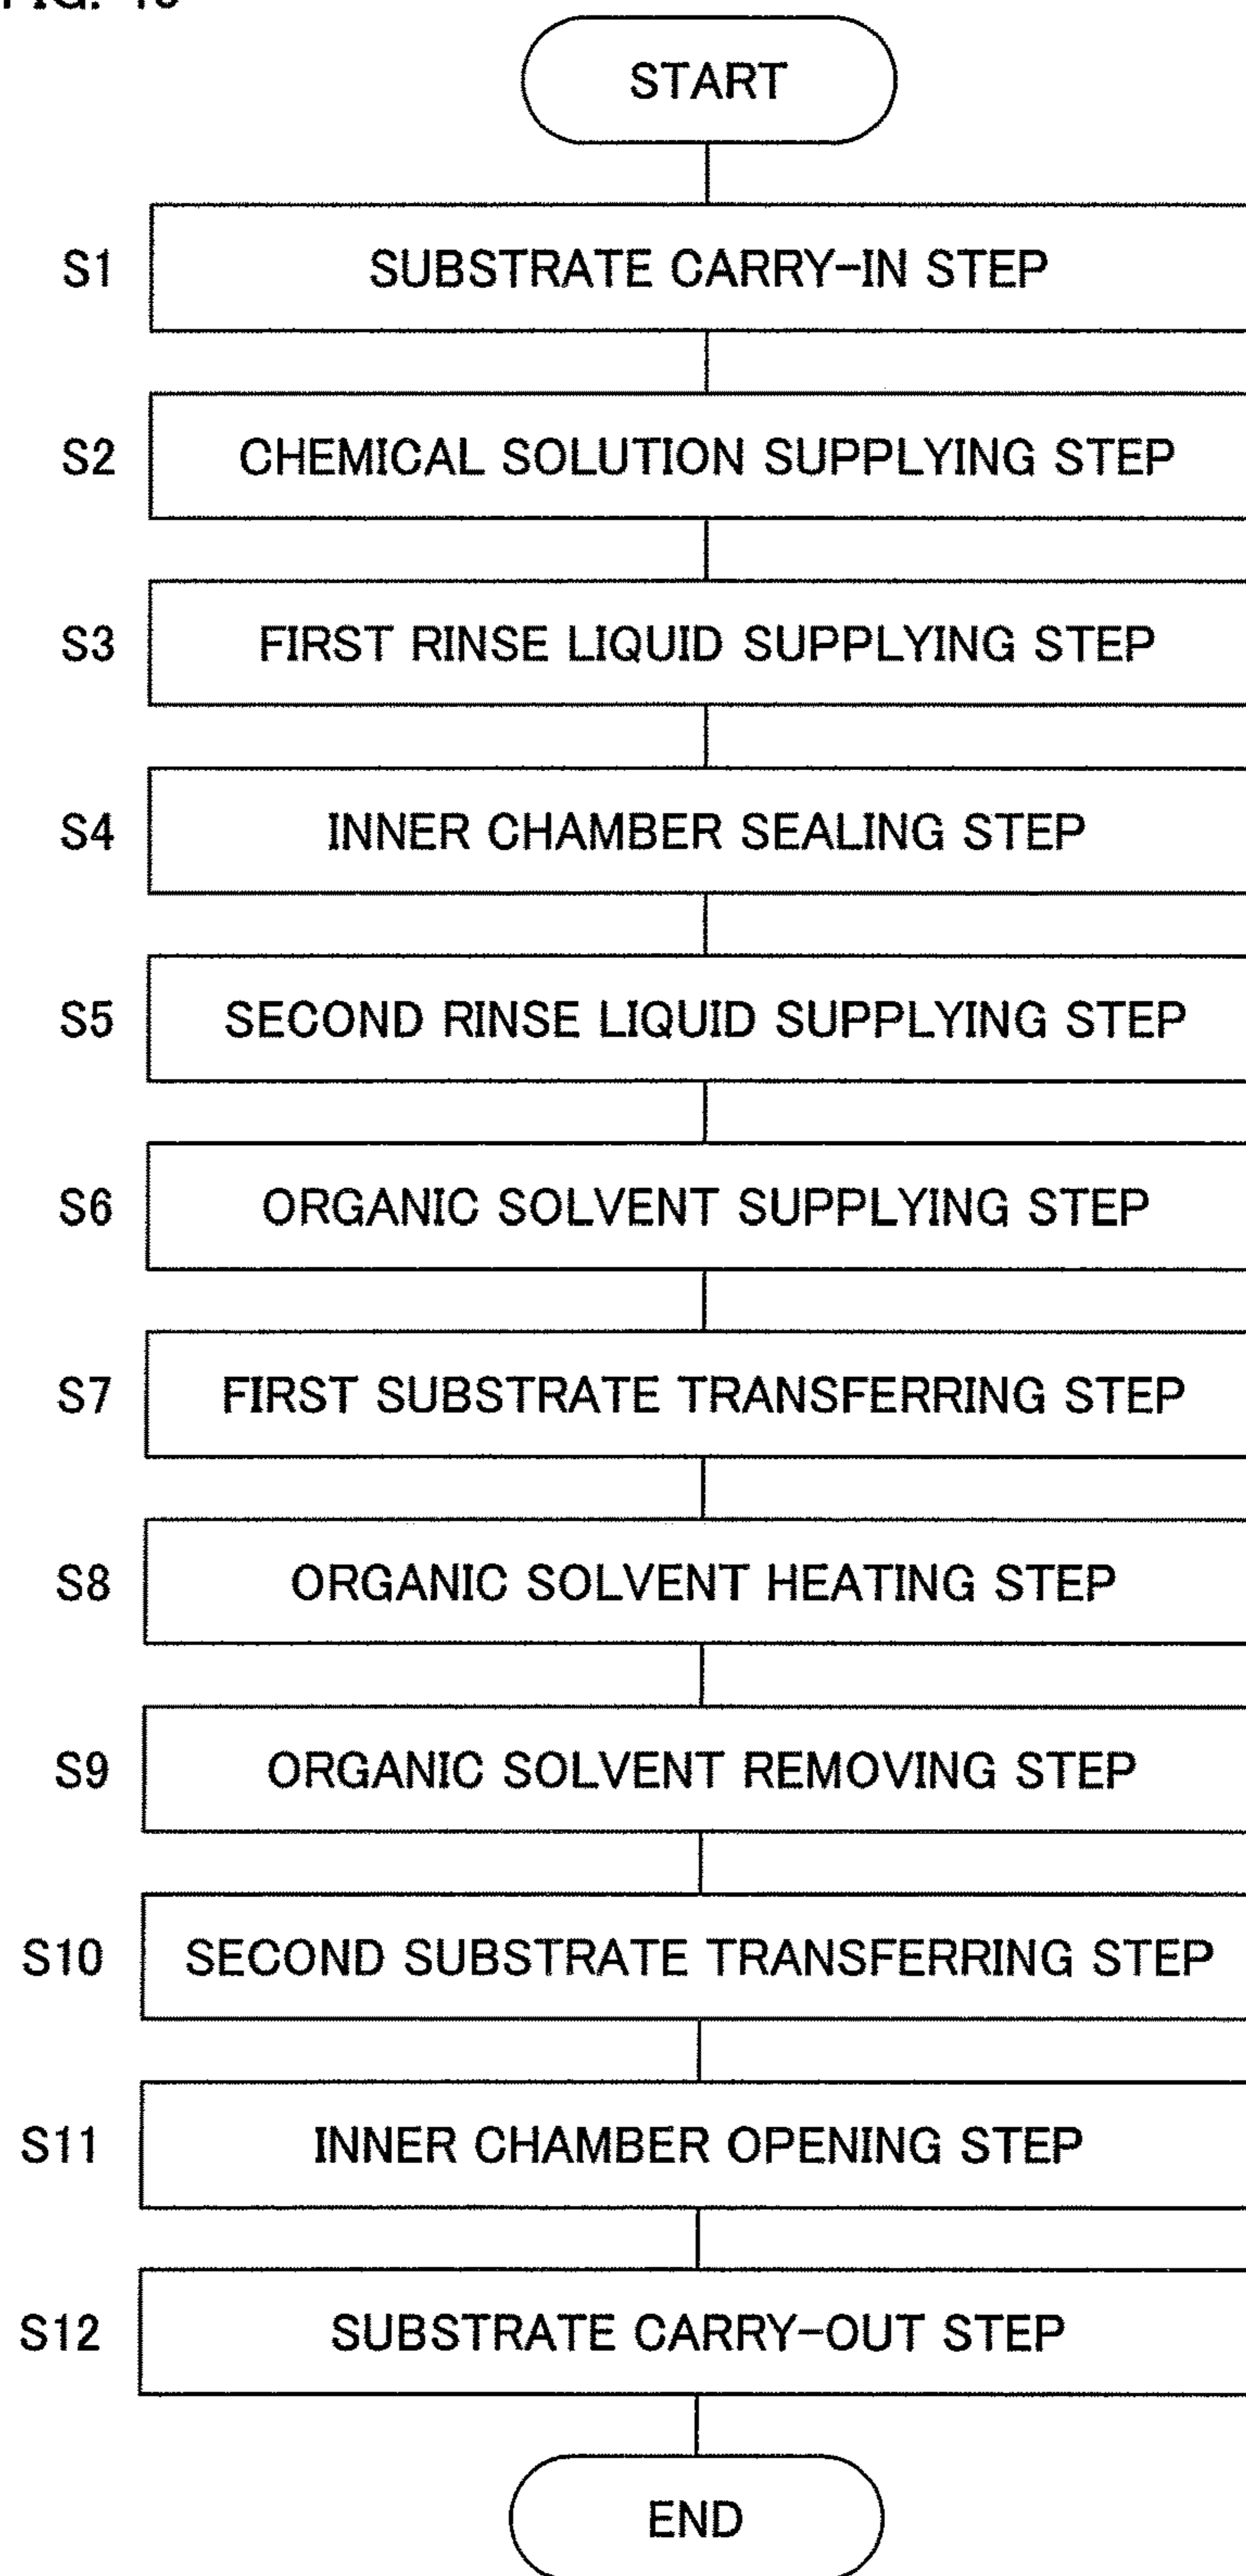 START
S1 SUBSTRATE CARRY-IN STEP
S2 CHEMICAL SOLUTION SUPPLYING STEP
S3 FIRST RINSE LIQUID SUPPLYING STEP
S4 INNER CHAMBER SEALING STEP
S5 SECOND RINSE LIQUID SUPPLYING STEP
S6 ORGANIC SOLVENT SUPPLYING STEP
S7 FIRST SUBSTRATE TRANSFERRING STEP
S8 ORGANIC SOLVENT HEATING STEP
S9 ORGANIC SOLVENT REMOVING STEP
S10 SECOND SUBSTRATE TRANSFERRING STEP
S11 INNER CHAMBER OPENING STEP
S12 SUBSTRATE CARRY-OUT STEP
END